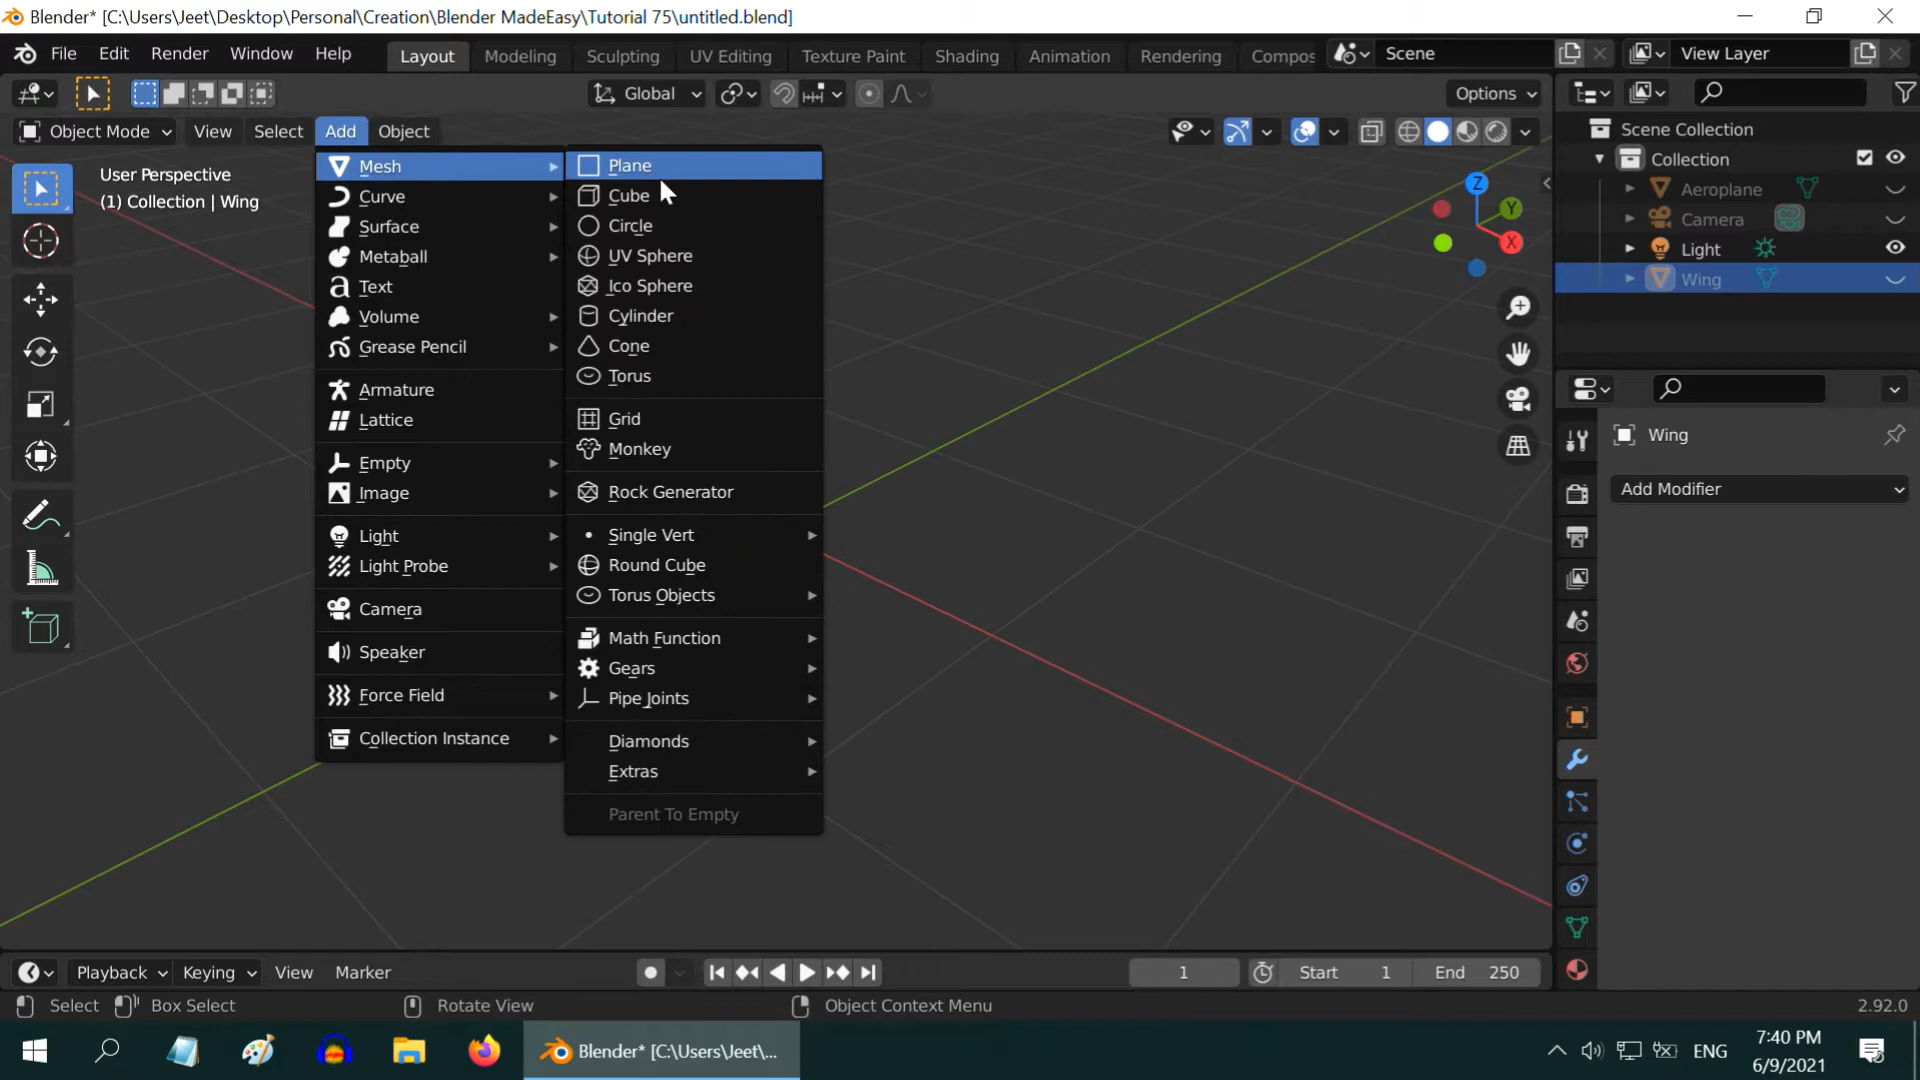 Blender* [C:\Users\Jeet\Desktop\Personal\Creation\Blender MadeEasy\Tutorial 75\untitled.blend]
File Edit Render Window Help
Layout Modeling Sculpting UV Editing Texture Paint Shading Animation Rendering Compos
Scene
View Layer
Global
Options
Object Mode View Select Add Object
User Perspective
(1) Collection | Wing
Mesh
Curve
Surface
Metaball
Text
Volume
Grease Pencil
Armature
Lattice
Empty
Image
Light
Light Probe
Camera
Speaker
Force Field
Collection Instance
Plane
Cube
Circle
UV Sphere
Ico Sphere
Cylinder
Cone
Torus
Grid
Monkey
Rock Generator
Single Vert
Round Cube
Torus Objects
Math Function
Gears
Pipe Joints
Diamonds
Extras
Parent To Empty
Z
Y
X
Scene Collection
Collection
Aeroplane
Camera
Light
Wing
Wing
Add Modifier
Playback Keying View Marker
1
Start 1
End 250
Select Box Select Rotate View Object Context Menu
2.92.0
Blender* [C:\Users\Jeet\...
ENG
7:40 PM
6/9/2021